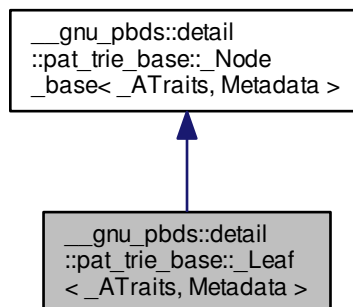 __gnu_pbds::detail
::pat_trie_base::_Node
_base< _ATraits, Metadata >
__gnu_pbds::detail
::pat_trie_base::_Leaf
< _ATraits, Metadata >